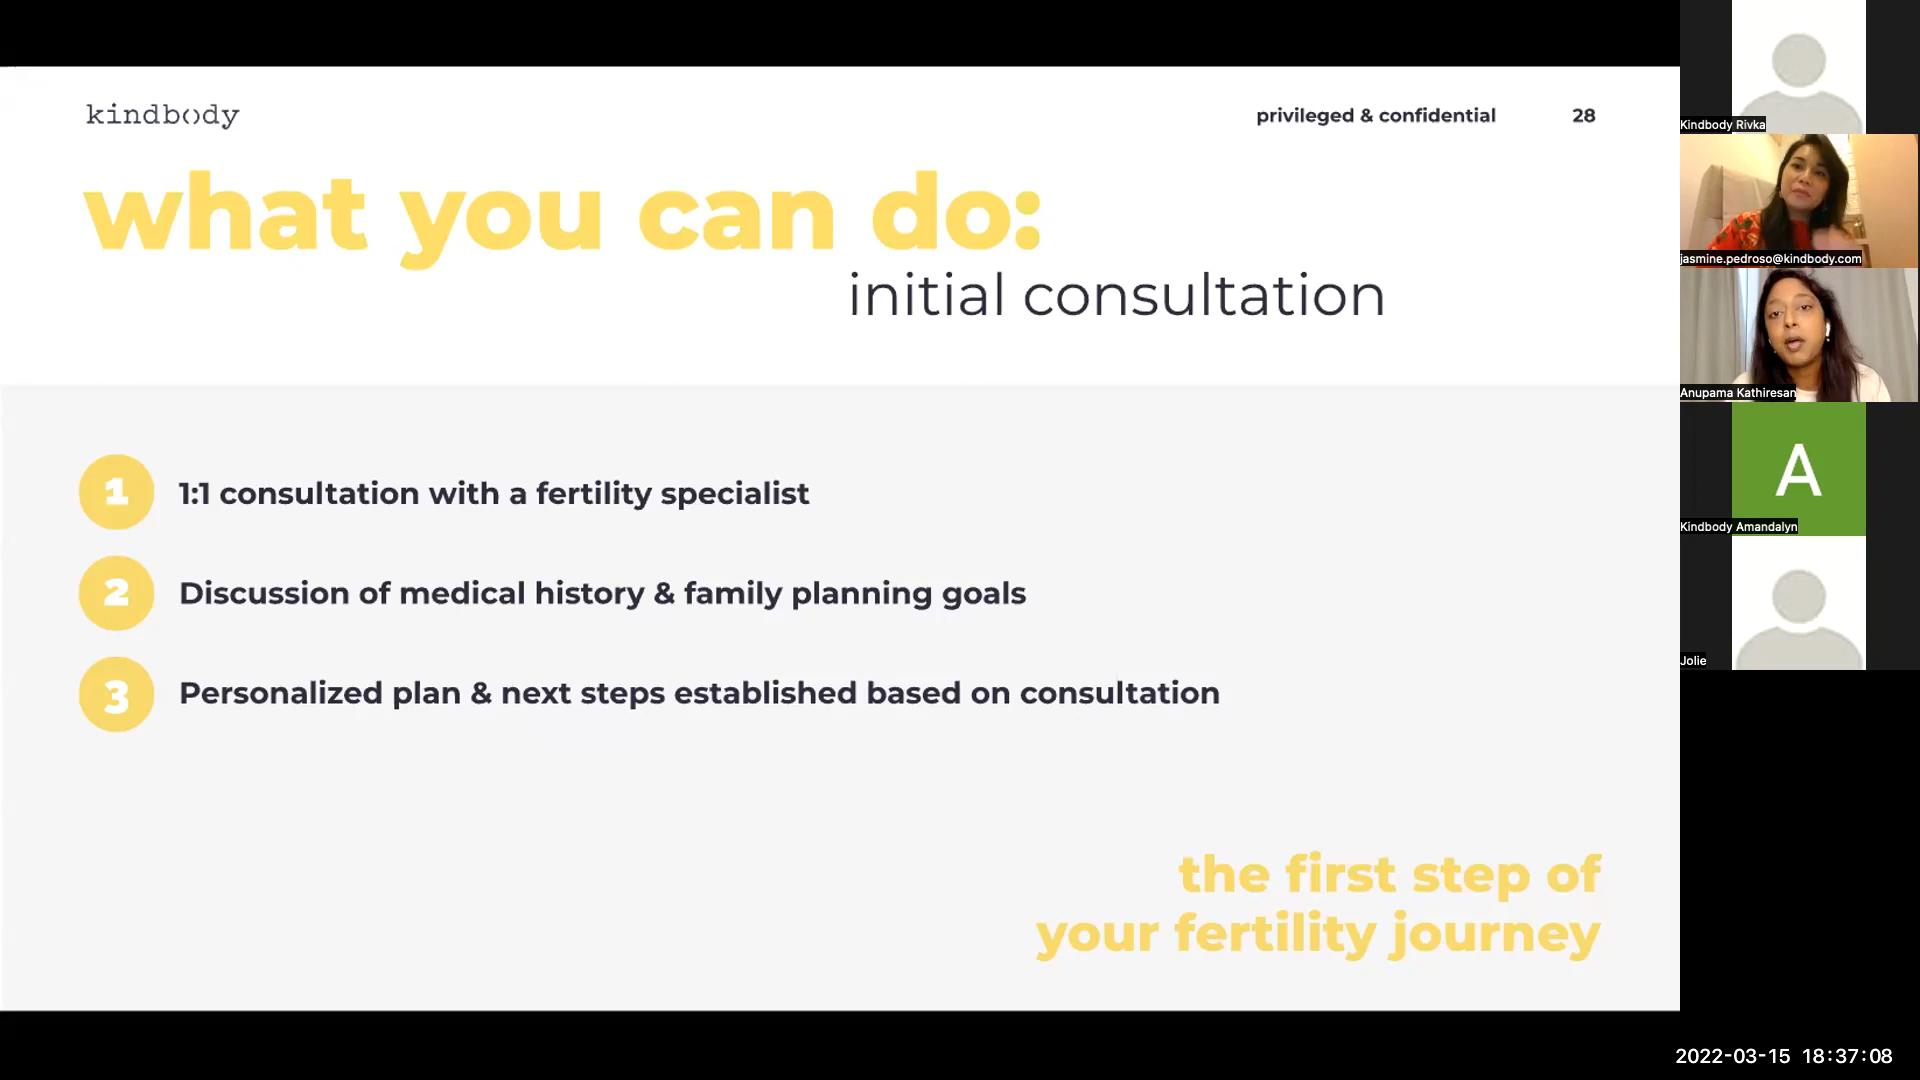 kindbody
privileged & confidential
28
what you can do:
initial consultation
1
1:1 consultation with a fertility specialist
2
Discussion of medical history & family planning goals
3
Personalized plan & next steps established based on consultation
the first step of
your fertility journey
Kindbody Rivka
jasmine.pedroso@kindbody.com
Anupama Kathiresan
A
Kindbody Amandalyn
Jolie
2022-03-15 18:37:08